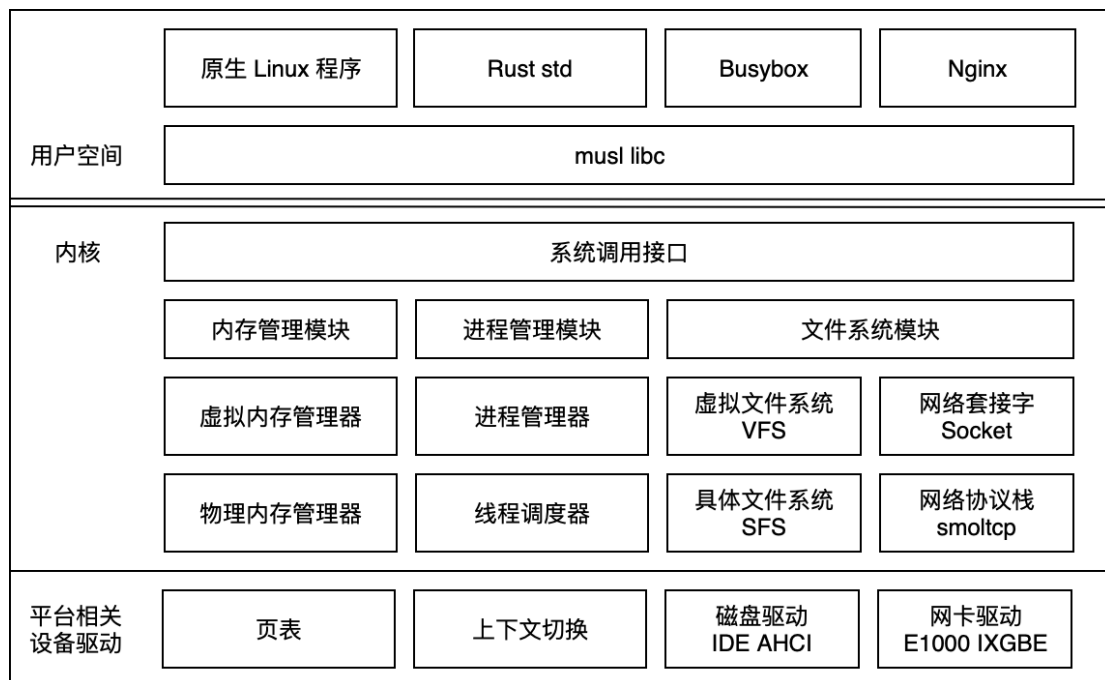 原生 Linux 程序
Rust std
Busybox
Nginx
用户空间
musl libc
内核
系统调用接口
内存管理模块
进程管理模块
文件系统模块
虚拟内存管理器
进程管理器
虚拟文件系统
VFS
网络套接字
Socket
物理内存管理器
线程调度器
具体文件系统
SFS
网络协议栈
smoltcp
平台相关
设备驱动
页表
上下文切换
磁盘驱动
IDE AHCI
网卡驱动
E1000 IXGBE